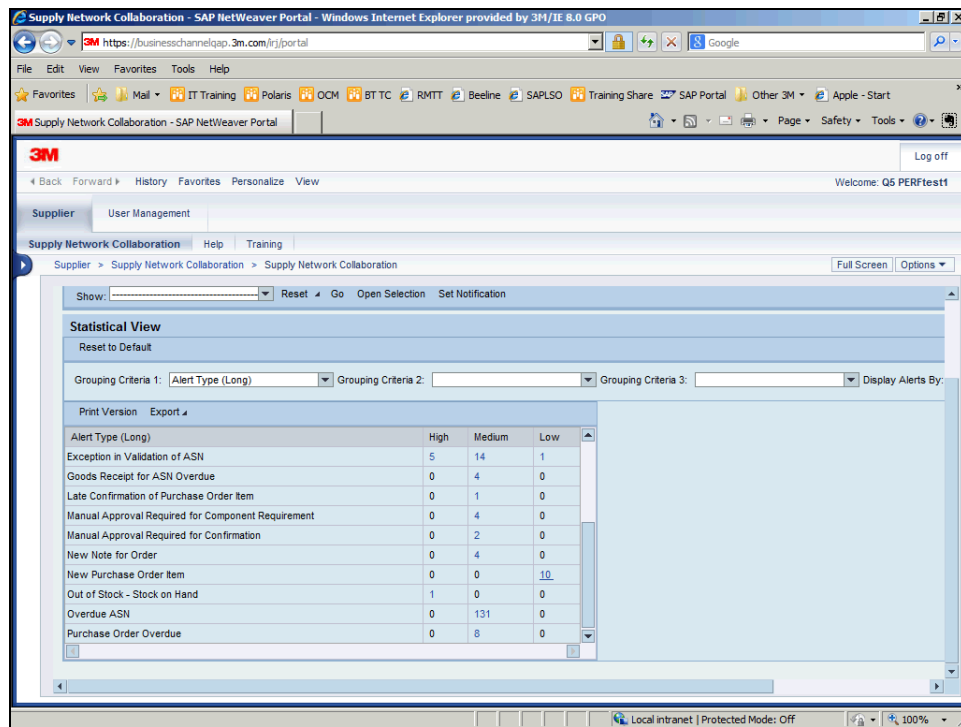 Supply Network Collaboration - SAP NetWeaver Portal - Windows Internet Explorer provided by 3M/IE 8.0 GPO
3M https://businesschannelqap.3m.com/irj/portal
Google
File Edit View Favorites Tools Help
Favorites Mail IT Training Polaris OCM BT TC RMTT Beeline SAPLSO Training Share SAP Portal Other 3M Apple - Start
3M Supply Network Collaboration - SAP NetWeaver Portal
Page Safety Tools
3M
Log off
Back Forward History Favorites Personalize View
Welcome: Q5 PERFtest1
Supplier User Management
Supply Network Collaboration Help Training
Supplier > Supply Network Collaboration > Supply Network Collaboration
Full Screen Options
Show: ---------------------------------------- Reset Go Open Selection Set Notification
Statistical View
Reset to Default
Grouping Criteria 1: Alert Type (Long) Grouping Criteria 2: Grouping Criteria 3: Display Alerts By:
Print Version Export
Alert Type (Long) High Medium Low
Exception in Validation of ASN 5 14 1
Goods Receipt for ASN Overdue 0 4 0
Late Confirmation of Purchase Order Item 0 1 0
Manual Approval Required for Component Requirement 0 4 0
Manual Approval Required for Confirmation 0 2 0
New Note for Order 0 4 0
New Purchase Order Item 0 0 10
Out of Stock - Stock on Hand 1 0 0
Overdue ASN 0 131 0
Purchase Order Overdue 0 8 0
Local intranet | Protected Mode: Off
100%